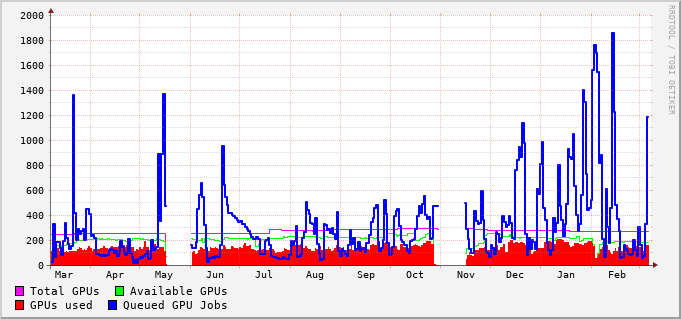 2000
1800
1600
1400
1200
1000
800
600
400
200
0
Mar Apr May Jun Jul Aug Sep Oct Nov Dec Jan Feb
RRDTOOL / TOBI OETIKER
Total GPUs Available GPUs
GPUs used Queued GPU Jobs